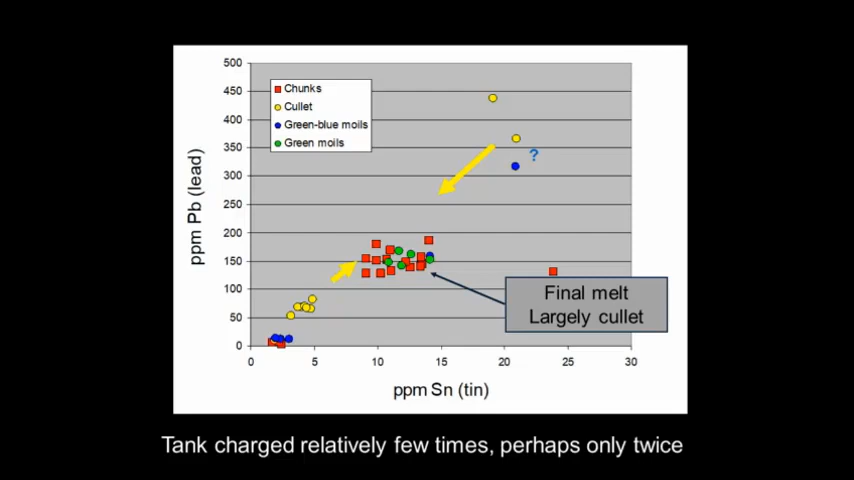 500
450
400
350
300
250
200
150
100
50
0
ppm Pb (lead)
Chunks
Cullet
Green-blue moils
Green moils
?
Final melt
Largely cullet
0 5 10 15 20 25 30
ppm Sn (tin)
Tank charged relatively few times, perhaps only twice